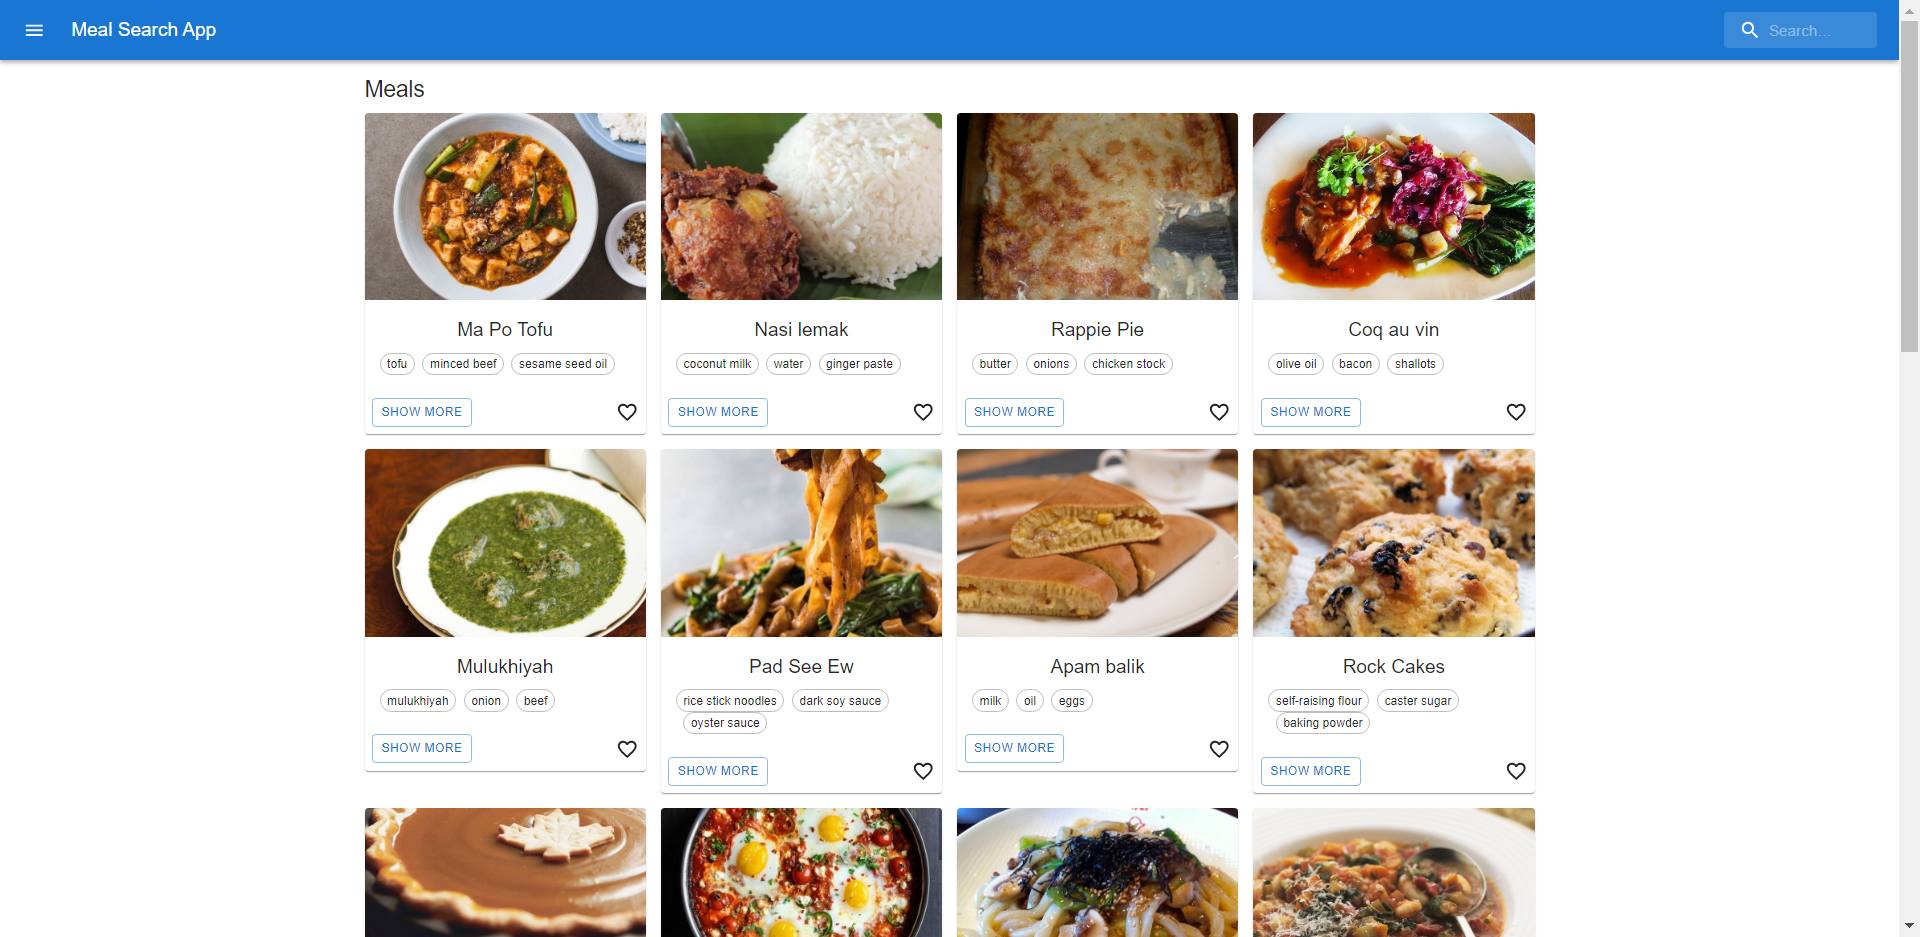 Meal Search App
Search...
Meals
Ma Po Tofu
tofu minced beef sesame seed oil
SHOW MORE
Nasi lemak
coconut milk water ginger paste
SHOW MORE
Rappie Pie
butter onions chicken stock
SHOW MORE
Coq au vin
olive oil bacon shallots
SHOW MORE
Mulukhiyah
mulukhiyah onion beef
SHOW MORE
Pad See Ew
rice stick noodles dark soy sauce
oyster sauce
SHOW MORE
Apam balik
milk oil eggs
SHOW MORE
Rock Cakes
self-raising flour caster sugar
baking powder
SHOW MORE